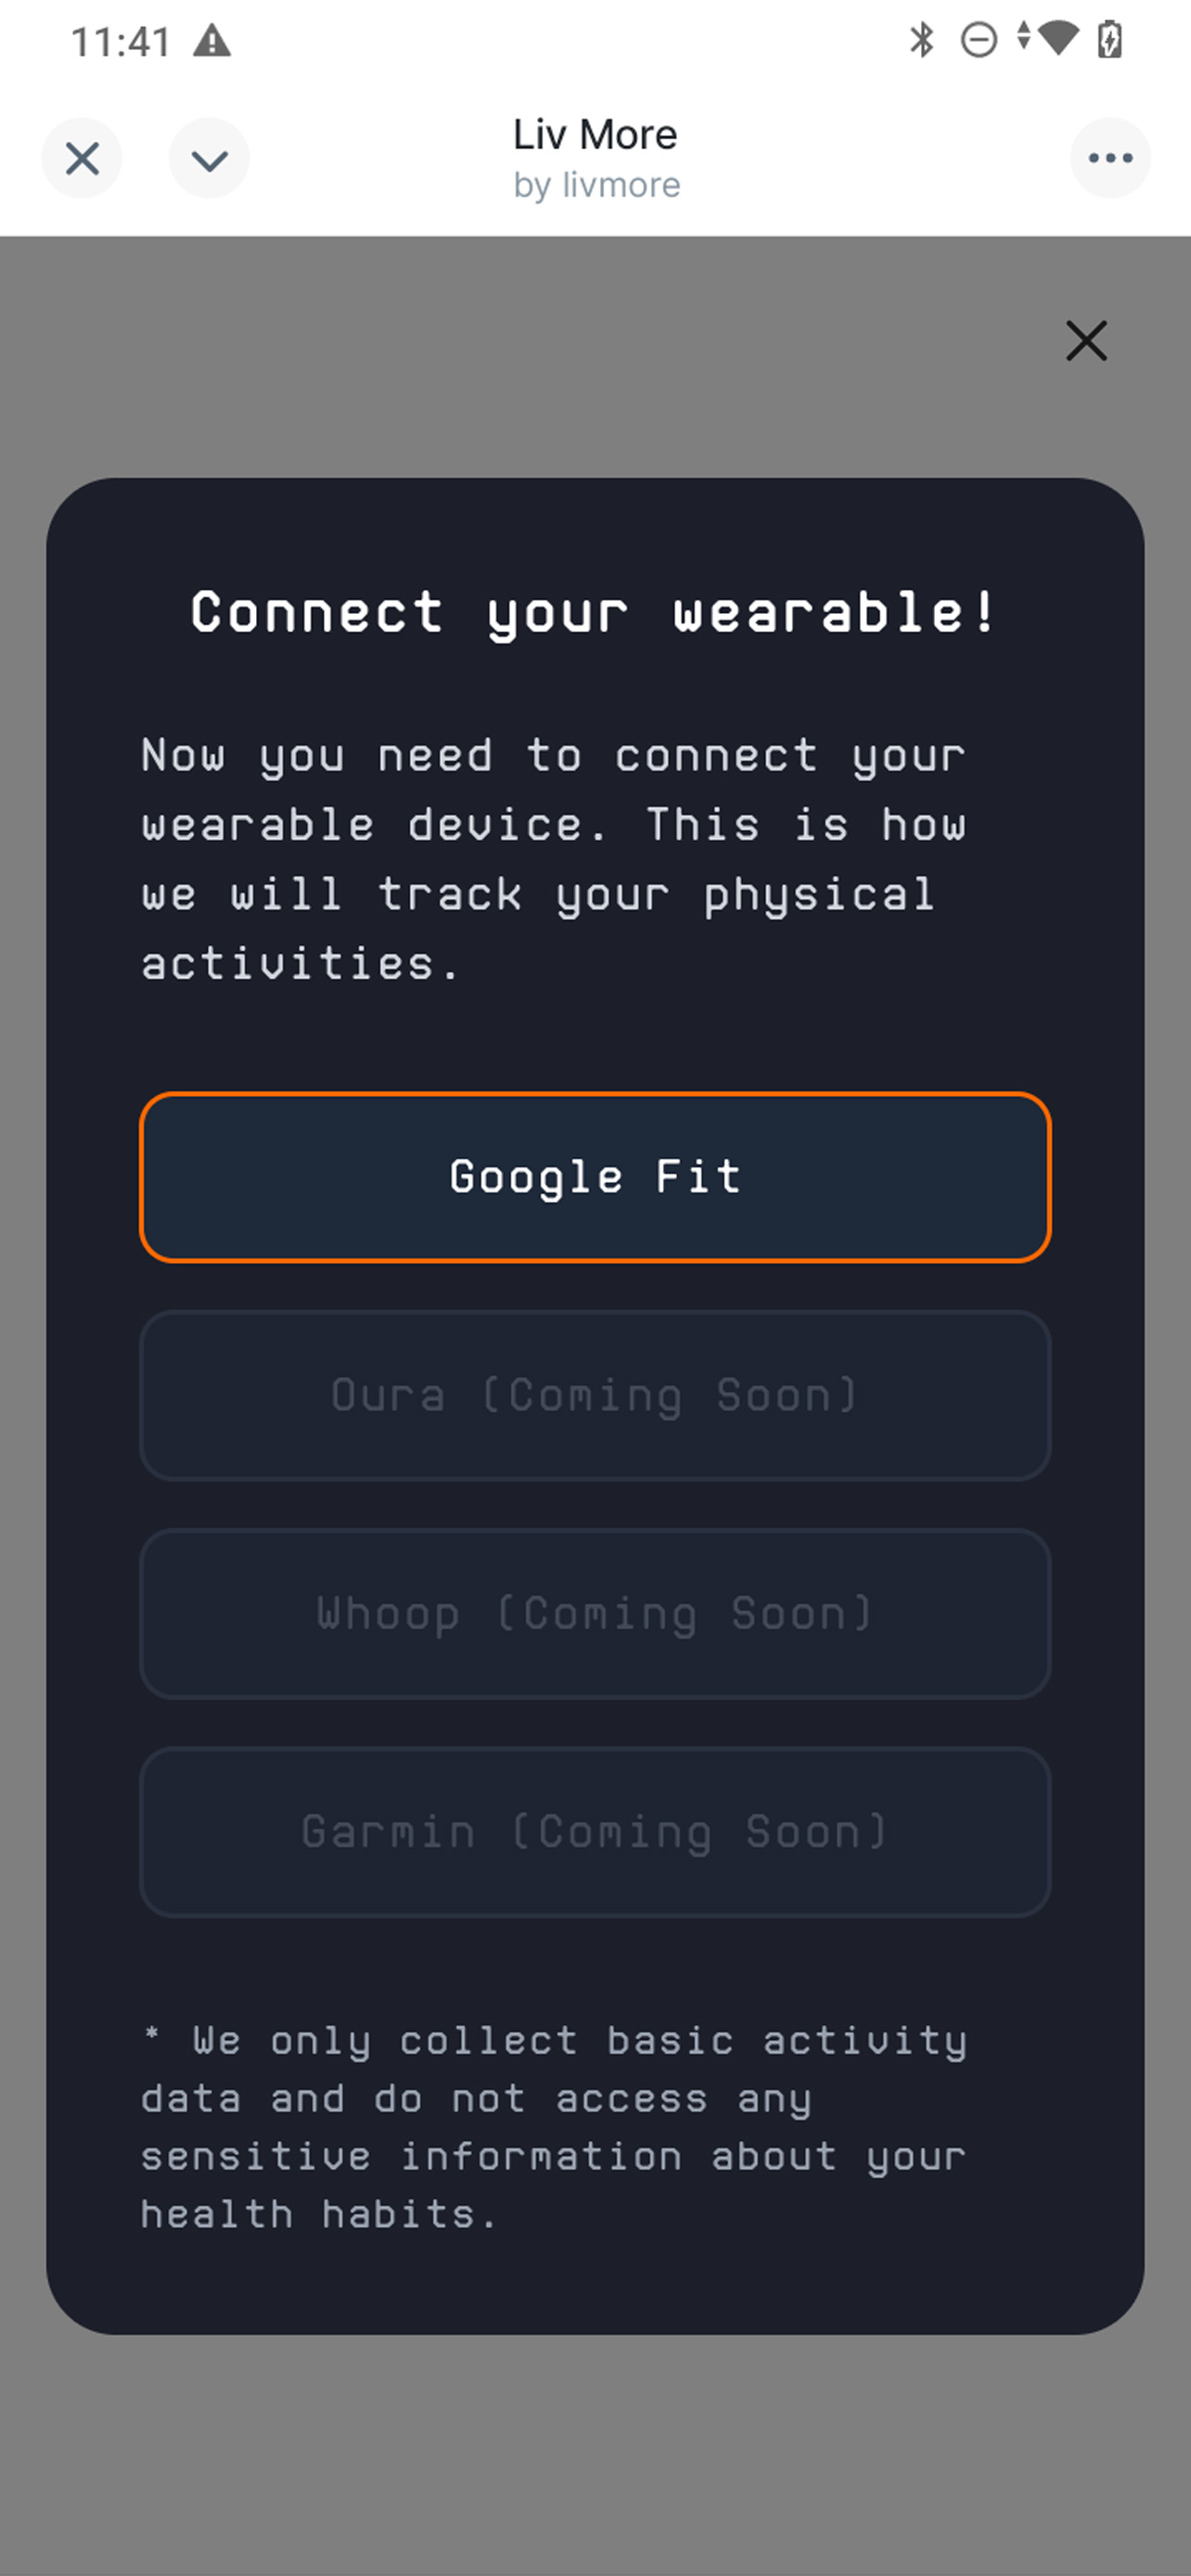 11:41
Liv More
by livmore
Connect your wearable!
Now you need to connect your
wearable device. This is how
we will track your physical
activities.
Google Fit
Oura (Coming Soon)
Whoop (Coming Soon)
Garmin (Coming Soon)
* We only collect basic activity
data and do not access any
sensitive information about your
health habits.